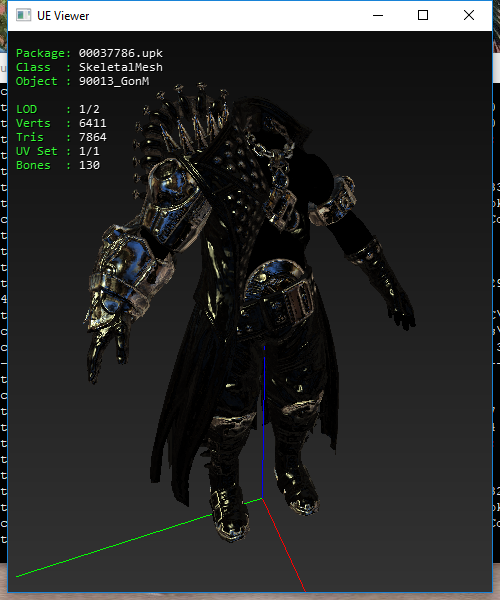 UE Viewer
Package: 00037786.upk
Class : SkeletalMesh
Object : 90013_GonM
LOD : 1/2
Verts : 6411
Tris : 7864
UV Set : 1/1
Bones : 130